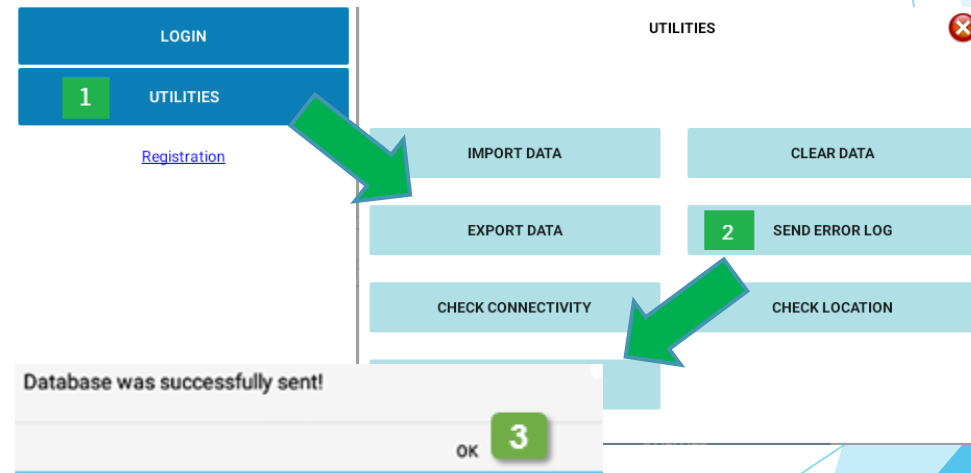 LOGIN
1 UTILITIES
Registration
UTILITIES
IMPORT DATA
CLEAR DATA
EXPORT DATA
2 SEND ERROR LOG
CHECK CONNECTIVITY
CHECK LOCATION
Database was successfully sent!
OK 3